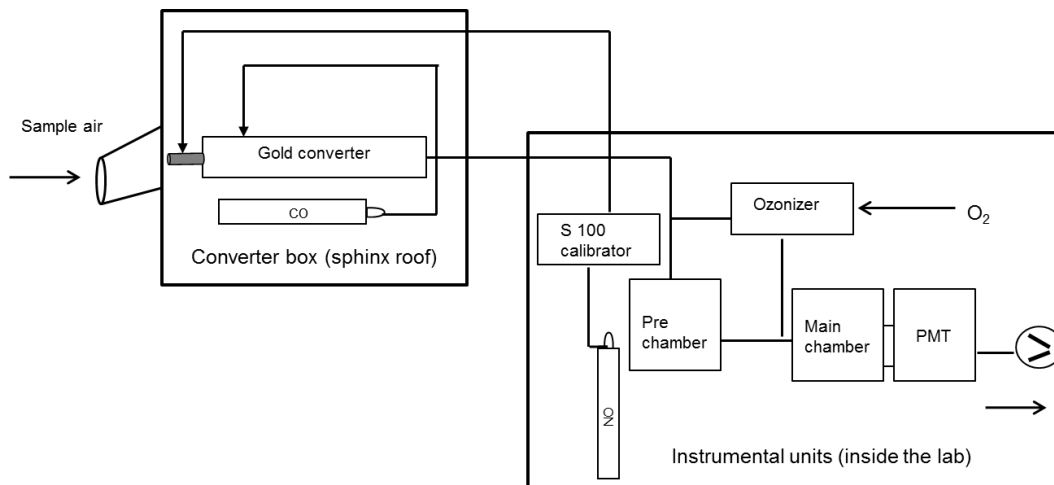 Sample air
Gold converter
CO
Converter box (sphinx roof)
S 100
calibrator
Ozonizer
O₂
Pre
chamber
Main
chamber
PMT
NO
Instrumental units (inside the lab)